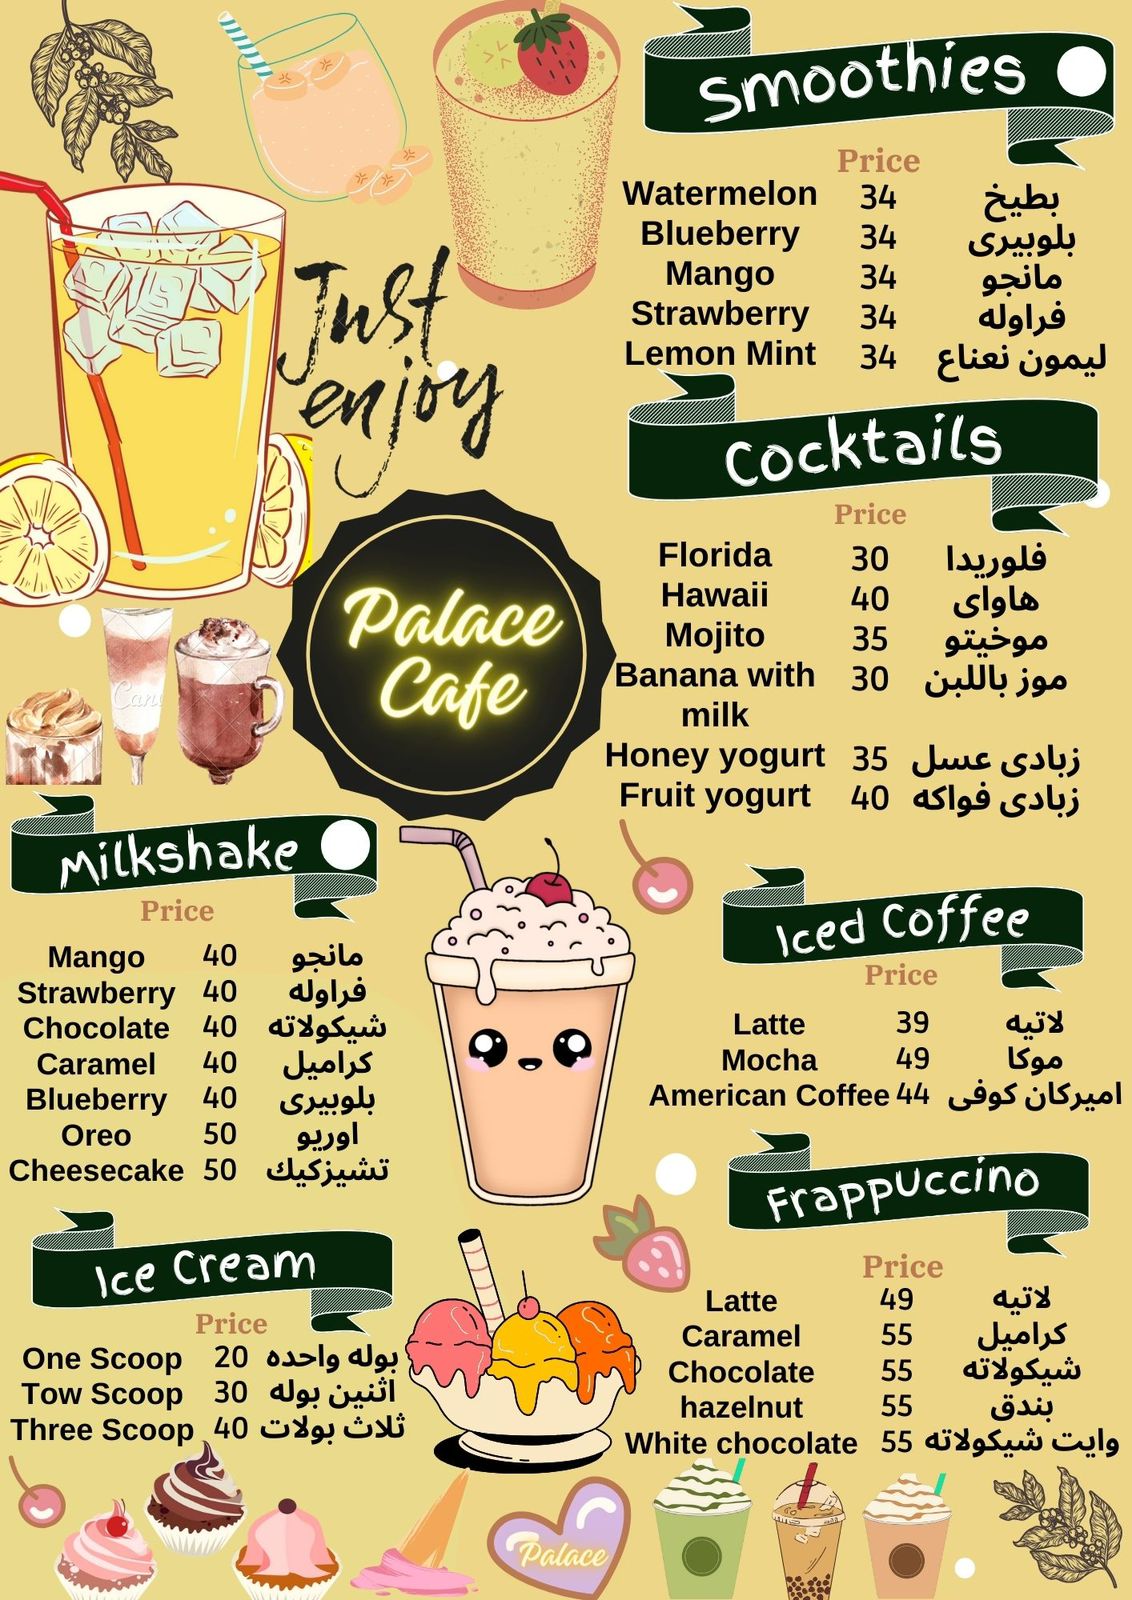 Smoothies
Price
Watermelon 34 بطيخ
Blueberry 34 بلوبيرى
Mango 34 مانجو
Strawberry 34 فراوله
Lemon Mint 34 ليمون نعناع
Just
enjoy
Cocktails
Price
Florida 30 فلوريدا
Hawaii 40 هاواى
Mojito 35 موخيتو
Banana with 30 موز باللبن
milk
Honey yogurt 35 زبادى عسل
Fruit yogurt 40 زبادى فواكه
Palace
Cafe
Milkshake
Price
Mango 40 مانجو
Strawberry 40 فراوله
Chocolate 40 شيكولاته
Caramel 40 كراميل
Blueberry 40 بلوبيرى
Oreo 50 اوريو
Cheesecake 50 تشيزكيك
Iced Coffee
Price
Latte 39 لاتيه
Mocha 49 موكا
American Coffee 44 اميركان كوفى
Ice Cream
Price
One Scoop 20 بوله واحده
Tow Scoop 30 اثنين بوله
Three Scoop 40 ثلاث بولات
Frappuccino
Price
Latte 49 لاتيه
Caramel 55 كراميل
Chocolate 55 شيكولاته
hazelnut 55 بندق
White chocolate 55 وايت شيكولاته
Palace